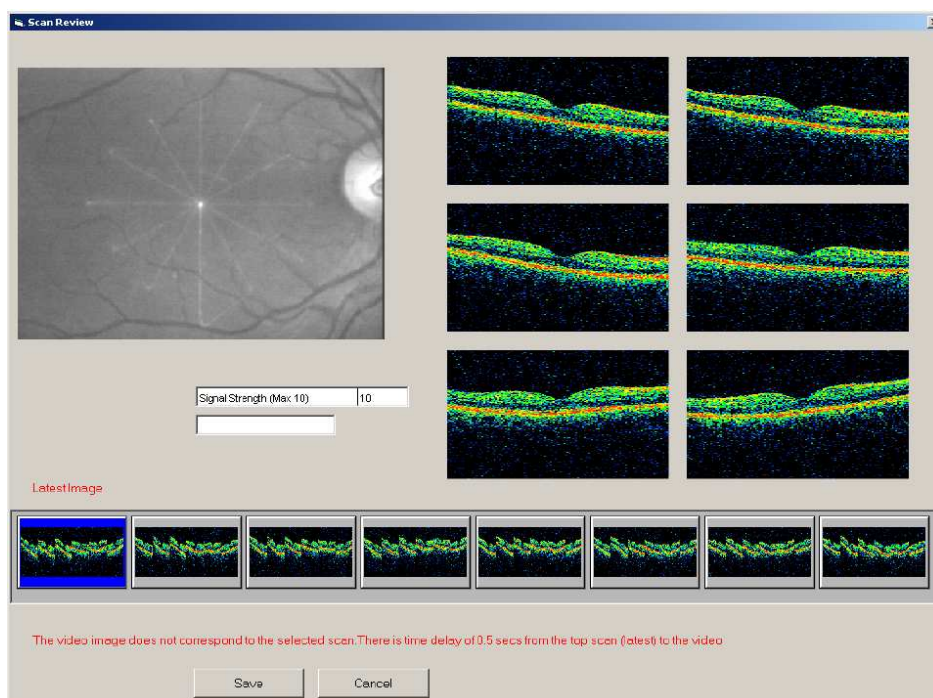 Scan Review
Signal Strength (Max 10) 10
Latest Image
The video image does not correspond to the selected scan.There is time delay of 0.5 secs from the top scan (latest) to the video
Save Cancel